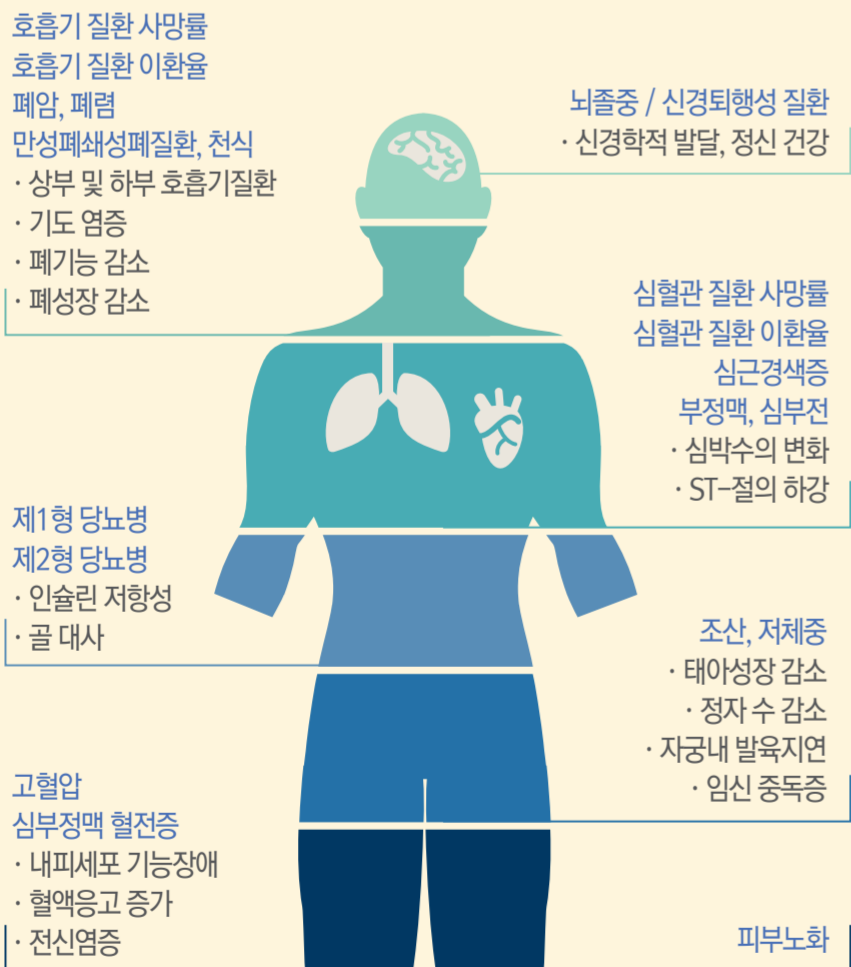 호흡기 질환 사망률
호흡기 질환 이환율
폐암, 폐렴
만성폐쇄성폐질환, 천식
· 상부 및 하부 호흡기질환
· 기도 염증
· 폐기능 감소
· 폐성장 감소
뇌졸중 / 신경퇴행성 질환
· 신경학적 발달, 정신 건강
심혈관 질환 사망률
심혈관 질환 이환율
심근경색증
부정맥, 심부전
· 심박수의 변화
· ST-절의 하강
제1형 당뇨병
제2형 당뇨병
· 인슐린 저항성
· 골 대사
조산, 저체중
· 태아성장 감소
· 정자 수 감소
· 자궁내 발육지연
· 임신 중독증
고혈압
심부정맥 혈전증
· 내피세포 기능장애
· 혈액응고 증가
· 전신염증
피부노화